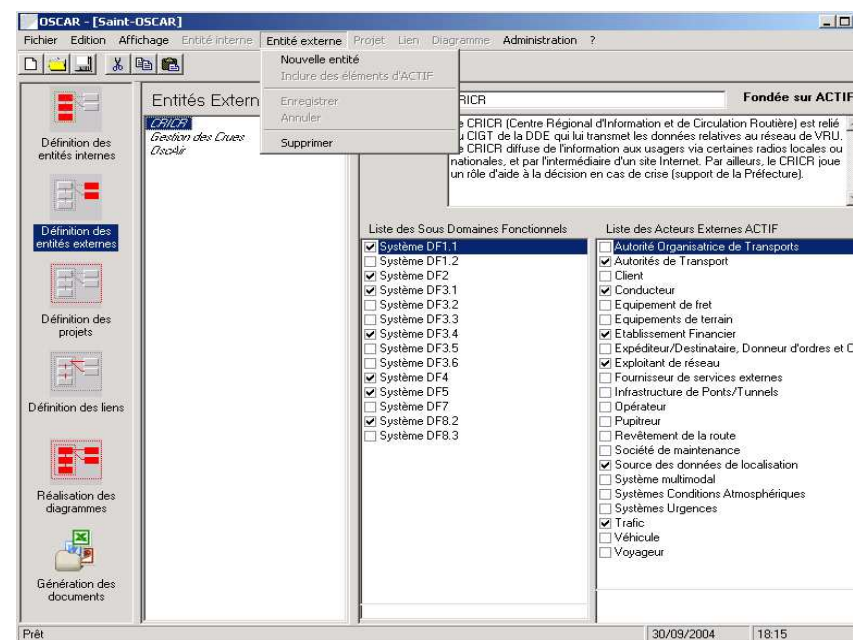 OSCAR - [Saint-OSCAR]
Fichier Edition Affichage Entité interne Entité externe Projet Lien Diagramme Administration ?
Nouvelle entité
Inclure des éléments d'ACTIF
Enregistrer
Annuler
Supprimer
Définition des
entités internes
Définition des
entités externes
Définition des
projets
Définition des liens
Réalisation des
diagrammes
Génération des
documents
Entités Extern
CRICR
Gestion des Crues
OscAir
CRICR
Fondée sur ACTIF
e CRICR (Centre Régional d'Information et de Circulation Routière) est relié
u CIGT de la DDE qui lui transmet les données relatives au réseau de VRU.
e CRICR diffuse de l'information aux usagers via certaines radios locales ou
nationales, et par l'intermédiaire d'un site Internet. Par ailleurs, le CRICR joue
un rôle d'aide à la décision en cas de crise (support de la Préfecture).
Liste des Sous Domaines Fonctionnels
Système DF1.1
Système DF1.2
Système DF2
Système DF3.1
Système DF3.2
Système DF3.3
Système DF3.4
Système DF3.5
Système DF3.6
Système DF4
Système DF5
Système DF7
Système DF8.2
Système DF8.3
Liste des Acteurs Externes ACTIF
Autorité Organisatrice de Transports
Autorités de Transport
Client
Conducteur
Equipement de fret
Equipements de terrain
Etablissement Financier
Expéditeur/Destinataire, Donneur d'ordres et C
Exploitant de réseau
Fournisseur de services externes
Infrastructure de Ponts/Tunnels
Opérateur
Pupitreur
Revêtement de la route
Société de maintenance
Source des données de localisation
Système multimodal
Systèmes Conditions Atmosphériques
Systèmes Urgences
Trafic
Véhicule
Voyageur
Prêt
30/09/2004
18:15